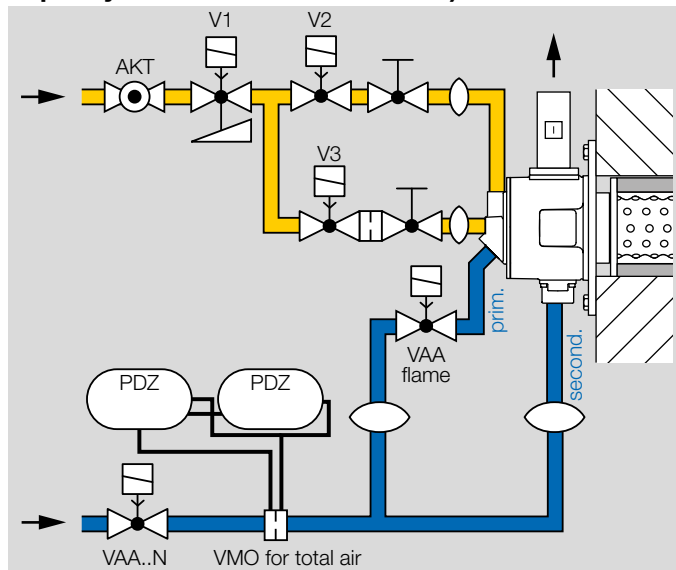 V1
V2
AKT
V3
prim.
VAA
flame
second.
PDZ
PDZ
VAA..N
VMO for total air